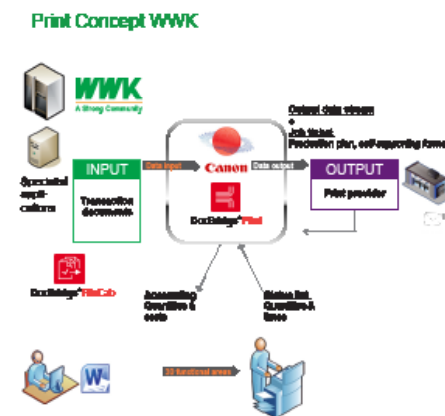 Print Concept WWK
WWK
A Strong Community
Output data stream
+
Job ticket
Production plan, self-supporting forms
INPUT
Data input
Canon
Data output
OUTPUT
Special
appli-
cations
Transaction
documents
DocBridge® Pilot
Print provider
DocBridge® FileCab
Accounting
Quantities &
costs
Status list
Quantities &
times
W
20 functional areas